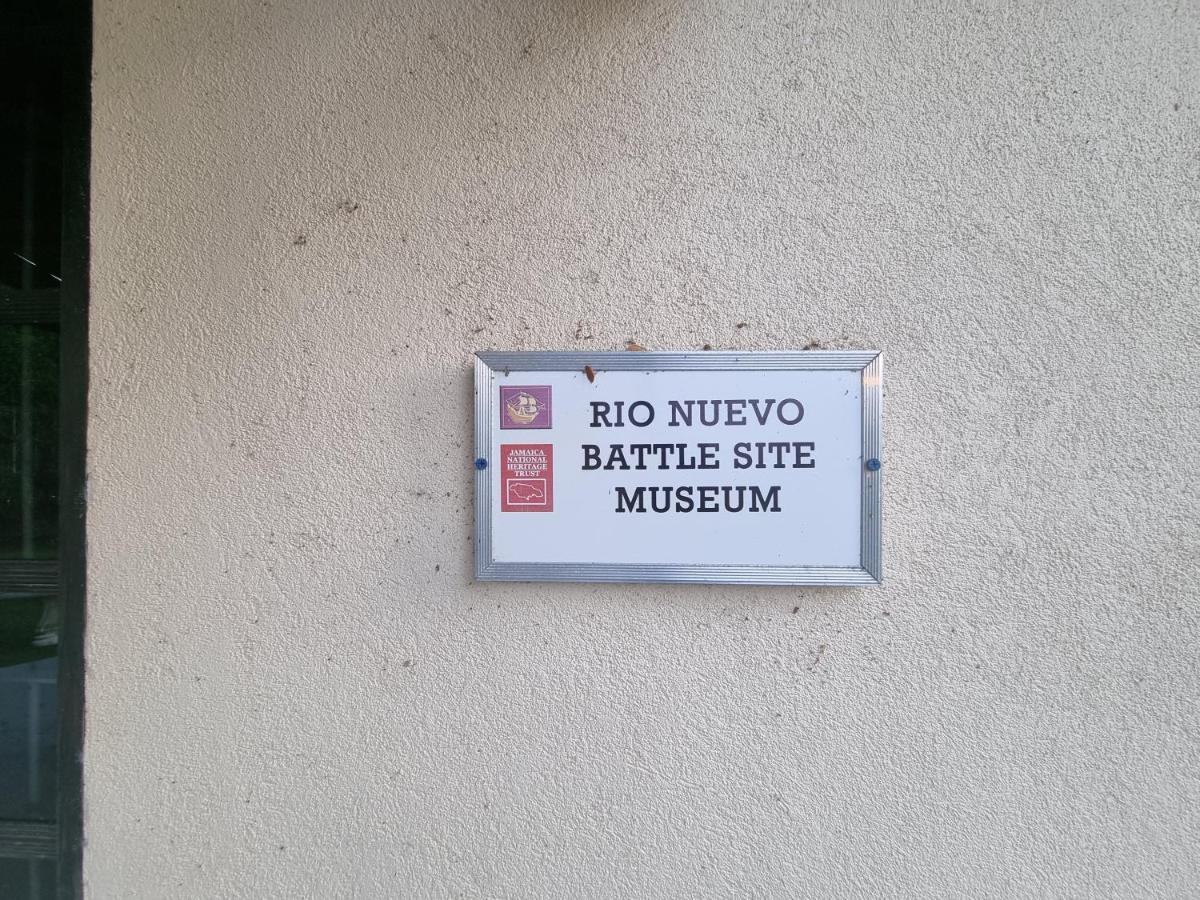 RIO NUEVO
BATTLE SITE
MUSEUM
JAMAICA
NATIONAL
HERITAGE
TRUST